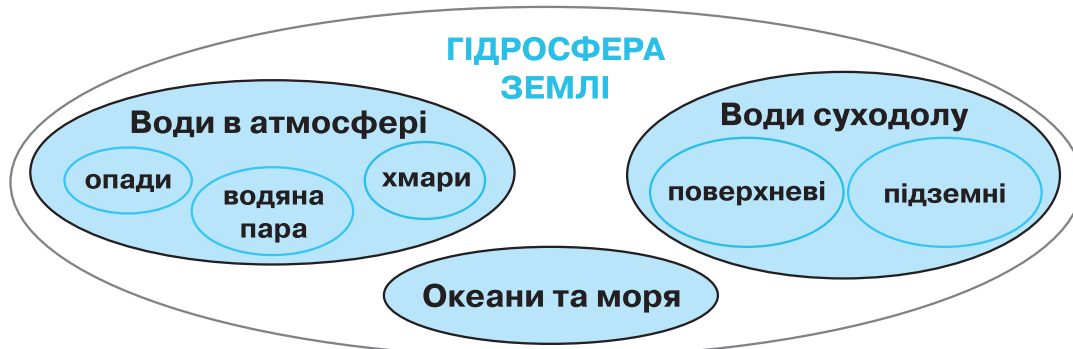 ГІДРОСФЕРА
ЗЕМЛІ
Води в атмосфері
опади
водяна
пара
хмари
Води суходолу
поверхневі
підземні
Океани та моря